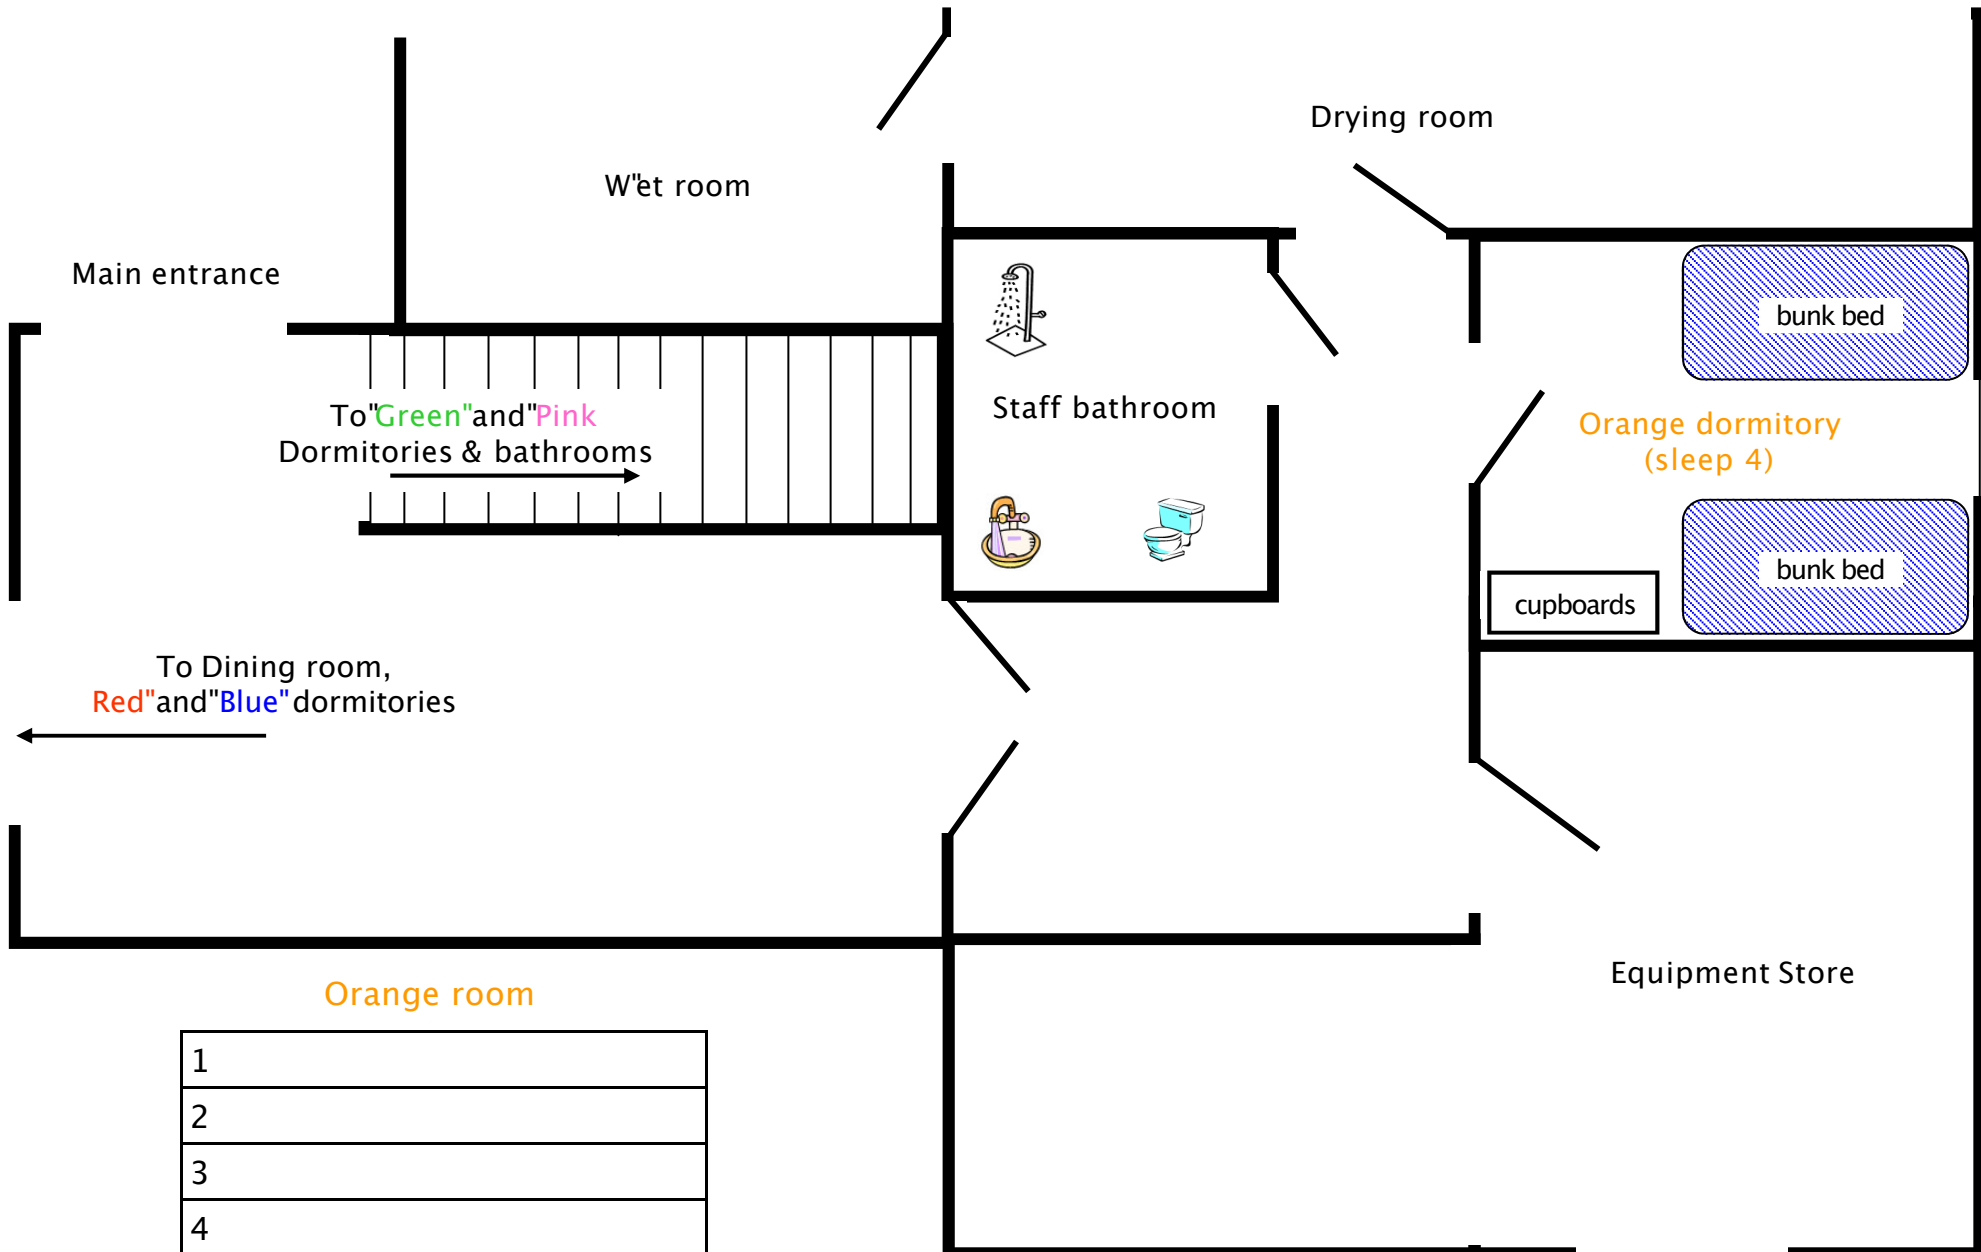 Drying room
W"et room
Main entrance
bunk bed
To"Green"and"Pink
Dormitories & bathrooms
Staff bathroom
Orange dormitory
(sleep 4)
bunk bed
cupboards
To Dining room,
Red"and"Blue"dormitories
Equipment Store
Orange room
1
2
3
4